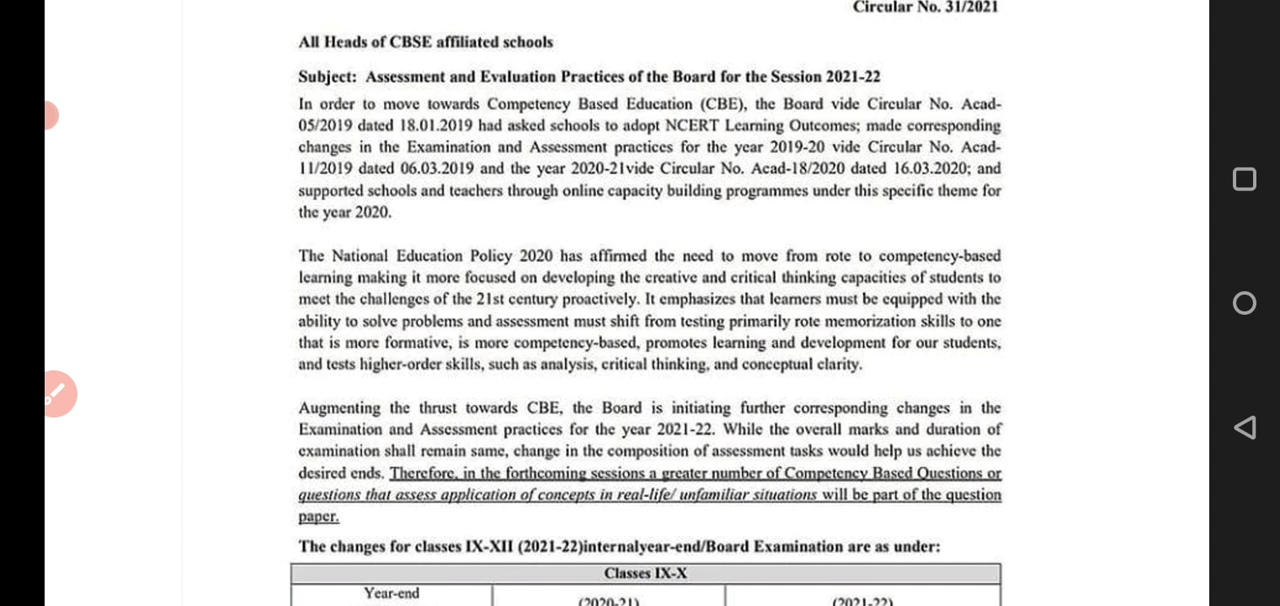 Circular No. 31/2021
All Heads of CBSE affiliated schools
Subject: Assessment and Evaluation Practices of the Board for the Session 2021-22
In order to move towards Competency Based Education (CBE), the Board vide Circular No. Acad-
05/2019 dated 18.01.2019 had asked schools to adopt NCERT Learning Outcomes; made corresponding
changes in the Examination and Assessment practices for the year 2019-20 vide Circular No. Acad-
11/2019 dated 06.03.2019 and the year 2020-21vide Circular No. Acad-18/2020 dated 16.03.2020; and
supported schools and teachers through online capacity building programmes under this specific theme for
the year 2020.
The National Education Policy 2020 has affirmed the need to move from rote to competency-based
learning making it more focused on developing the creative and critical thinking capacities of students to
meet the challenges of the 21st century proactively. It emphasizes that learners must be equipped with the
ability to solve problems and assessment must shift from testing primarily rote memorization skills to one
that is more formative, is more competency-based, promotes learning and development for our students,
and tests higher-order skills, such as analysis, critical thinking, and conceptual clarity.
Augmenting the thrust towards CBE, the Board is initiating further corresponding changes in the
Examination and Assessment practices for the year 2021-22. While the overall marks and duration of
examination shall remain same, change in the composition of assessment tasks would help us achieve the
desired ends. Therefore, in the forthcoming sessions a greater number of Competency Based Questions or
questions that assess application of concepts in real-life/ unfamiliar situations will be part of the question
paper.
The changes for classes IX-XII (2021-22)internalyear-end/Board Examination are as under:
Classes IX-X
Year-end
(2020-21) (2021-22)